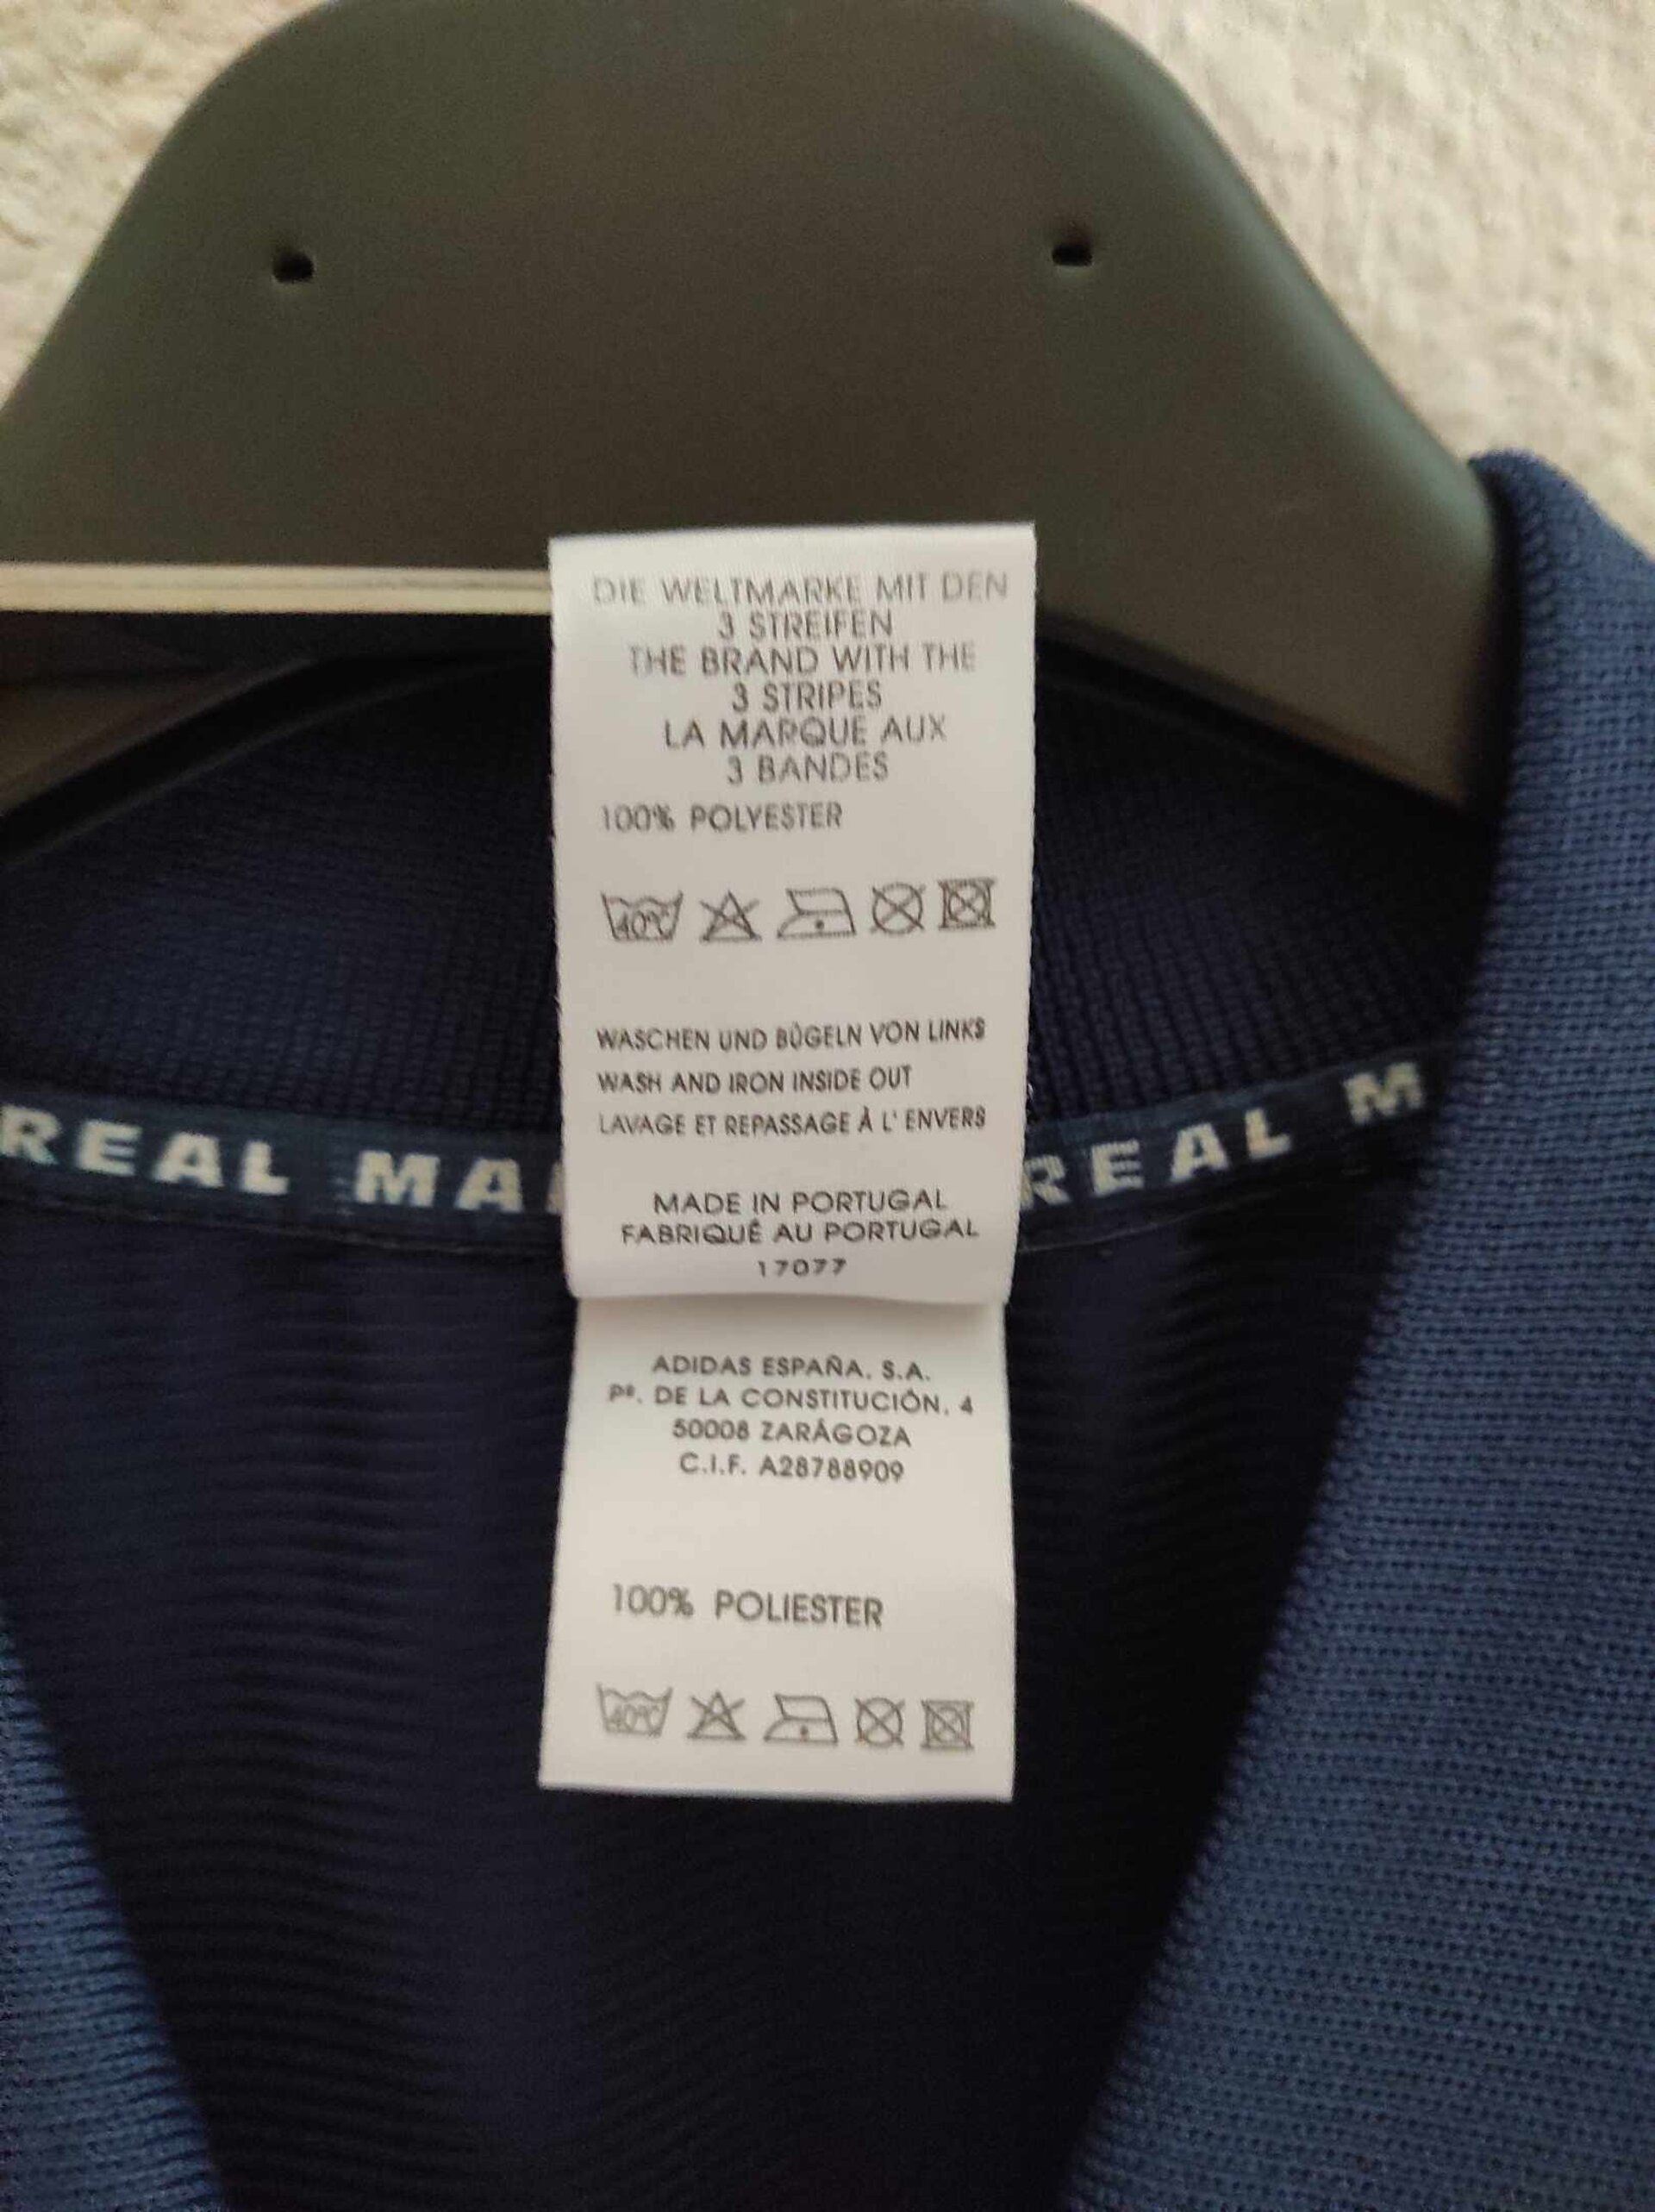 DIE WELTMARKE MIT DEN
3 STREIFEN
THE BRAND WITH THE
3 STRIPES
LA MARQUE AUX
3 BANDES
100% POLYESTER
40°C
WASCHEN UND BÜGELN VON LINKS
WASH AND IRON INSIDE OUT
LAVAGE ET REPASSAGE À L' ENVERS
REAL MA
REAL M
MADE IN PORTUGAL
FABRIQUÉ AU PORTUGAL
17077
ADIDAS ESPAÑA, S.A.
Pº. DE LA CONSTITUCIÓN, 4
50008 ZARÁGOZA
C.I.F. A28788909
100% POLIESTER
40°C